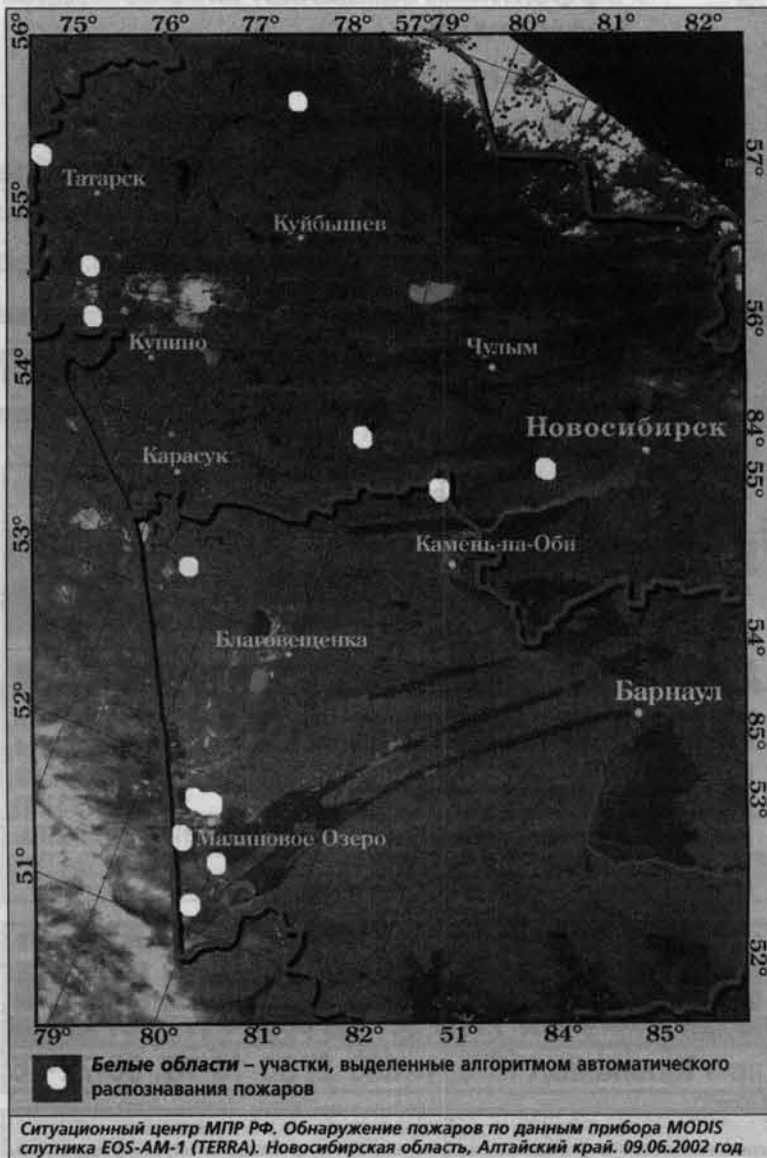 56° 75° 76° 77° 78° 57° 79° 80° 81° 82°
57°
Татарск
55°
Куйбышев
82°
56°
54°
Купино
Чулым
Новосибирск
84°
Карасук
55°
53°
Камень-на-Оби
Благовещенка
54°
52°
Барнаул
85°
53°
Малиновое Озеро
51°
52°
79° 80° 81° 82° 51° 84° 85°
Белые области – участки, выделенные алгоритмом автоматического
распознавания пожаров
Ситуационный центр МПР РФ. Обнаружение пожаров по данным прибора MODIS
спутника EOS-AM-1 (TERRA). Новосибирская область, Алтайский край. 09.06.2002 год